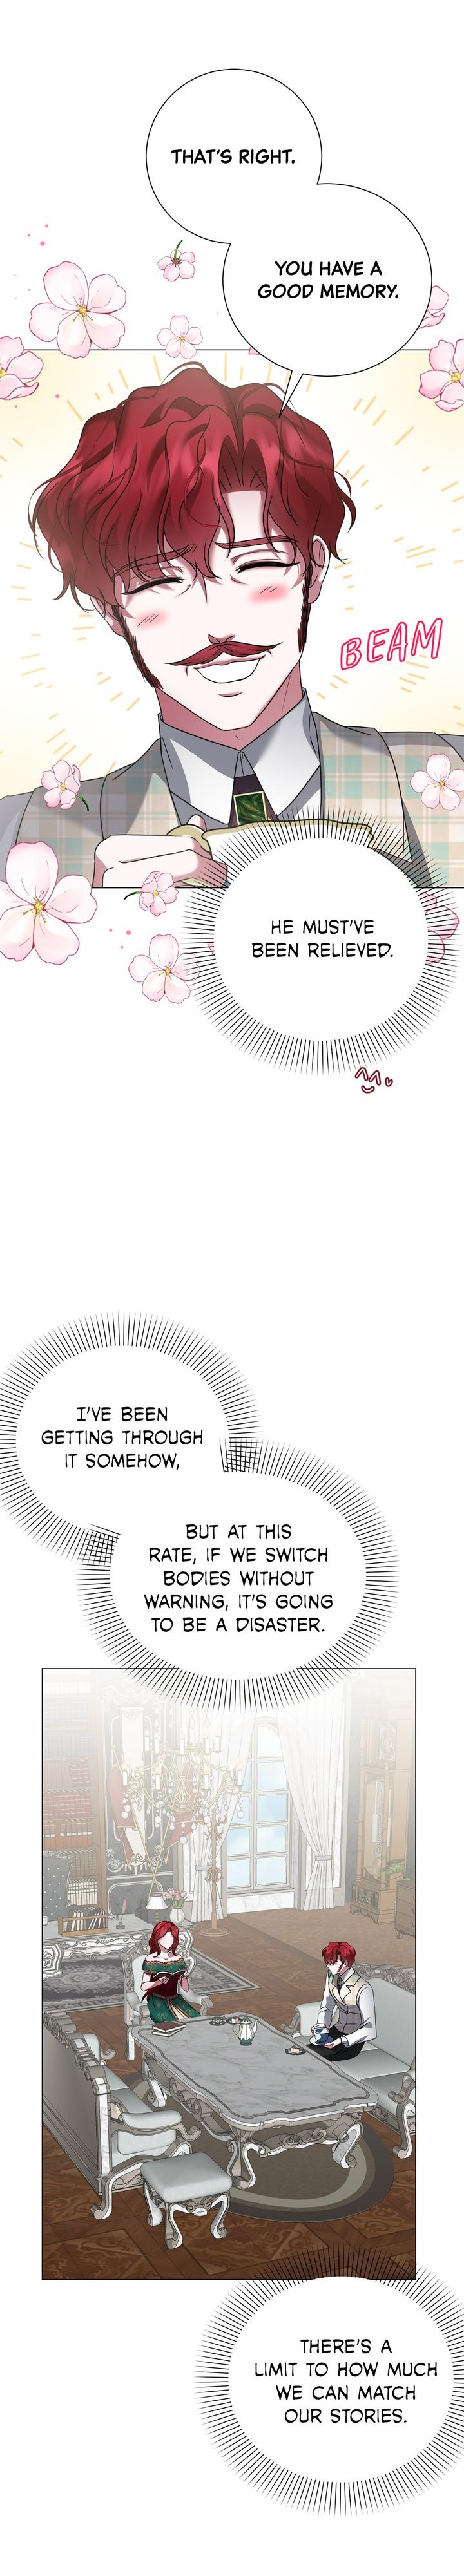 THAT'S RIGHT.
YOU HAVE A
GOOD MEMORY.
BEAM
HE MUST'VE
BEEN RELIEVED.
I'VE BEEN
GETTING THROUGH
IT SOMEHOW,
BUT AT THIS
RATE, IF WE SWITCH
BODIES WITHOUT
WARNING, IT'S GOING
TO BE A DISASTER.
THERE'S A
LIMIT TO HOW MUCH
WE CAN MATCH
OUR STORIES.